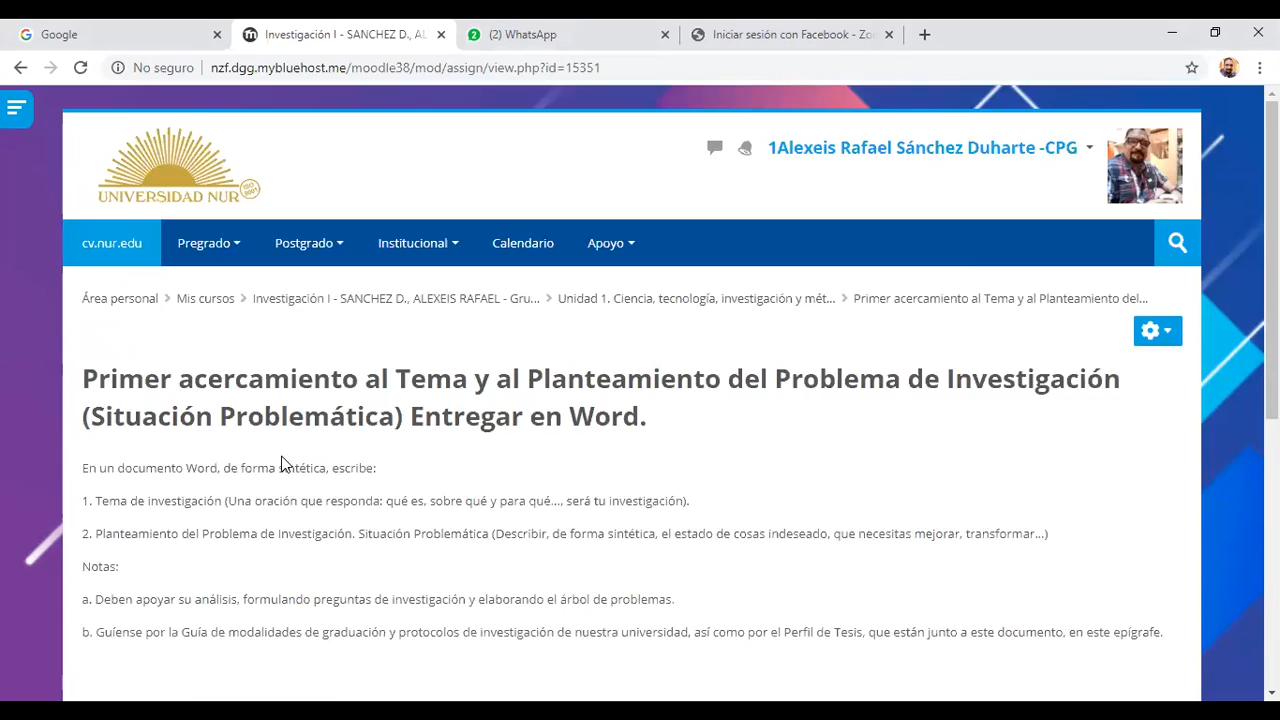 Google
Investigación I - SANCHEZ D., AL
(2) WhatsApp
Iniciar sesión con Facebook - Zo
No seguro
nzf.dgg.mybluehost.me/moodle38/mod/assign/view.php?id=15351
UNIVERSIDAD NUR
ISO 9001
1Alexeis Rafael Sánchez Duharte -CPG
cv.nur.edu
Pregrado
Postgrado
Institucional
Calendario
Apoyo
Área personal
Mis cursos
Investigación I - SANCHEZ D., ALEXEIS RAFAEL - Gru...
Unidad 1. Ciencia, tecnología, investigación y mét...
Primer acercamiento al Tema y al Planteamiento del...
Primer acercamiento al Tema y al Planteamiento del Problema de Investigación
(Situación Problemática) Entregar en Word.
En un documento Word, de forma sintética, escribe:
1. Tema de investigación (Una oración que responda: qué es, sobre qué y para qué..., será tu investigación).
2. Planteamiento del Problema de Investigación. Situación Problemática (Describir, de forma sintética, el estado de cosas indeseado, que necesitas mejorar, transformar...)
Notas:
a. Deben apoyar su análisis, formulando preguntas de investigación y elaborando el árbol de problemas.
b. Guíense por la Guía de modalidades de graduación y protocolos de investigación de nuestra universidad, así como por el Perfil de Tesis, que están junto a este documento, en este epígrafe.